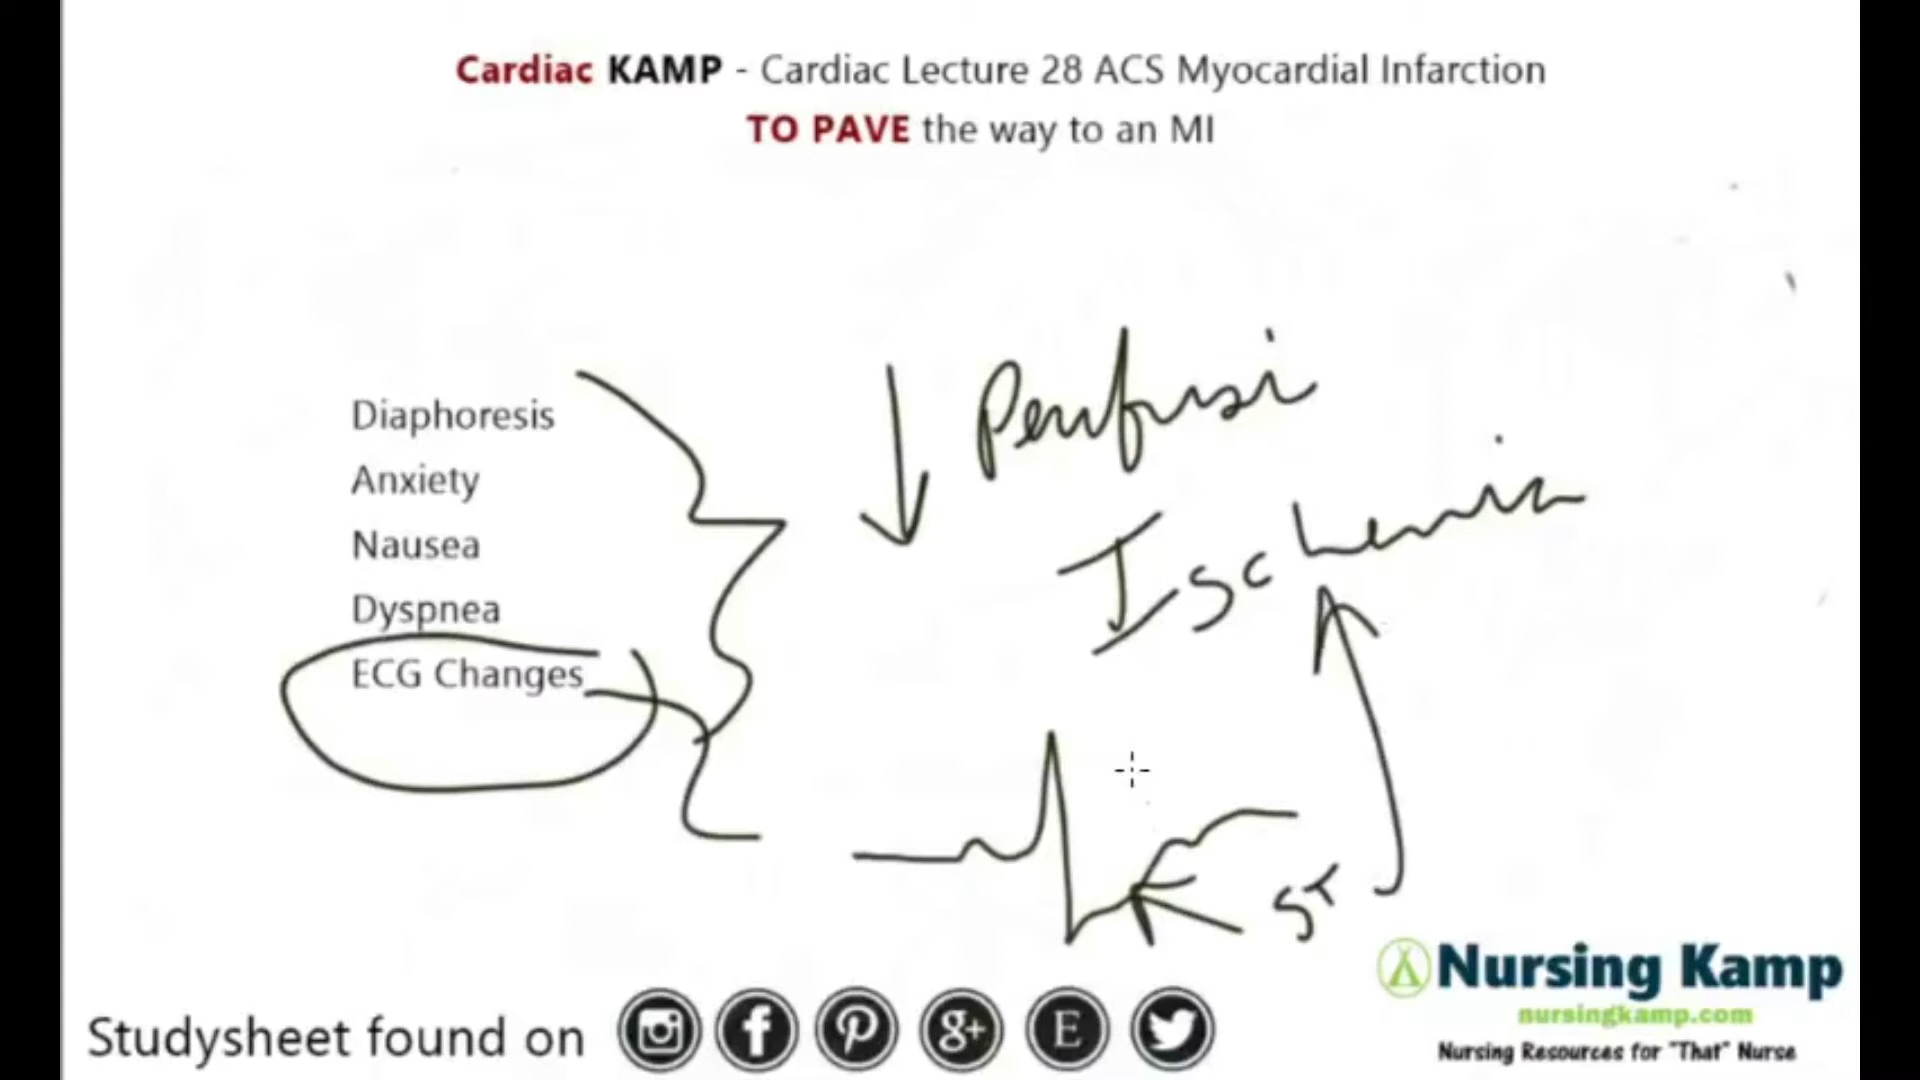 Cardiac KAMP - Cardiac Lecture 28 ACS Myocardial Infarction
TO PAVE the way to an MI
Perfusi
Diaphoresis
Anxiety
Nausea
Ischemia
Dyspnea
ECG Changes
ST
Nursing Kamp
nursingkamp.com
Nursing Resources for "That" Nurse
Studysheet found on